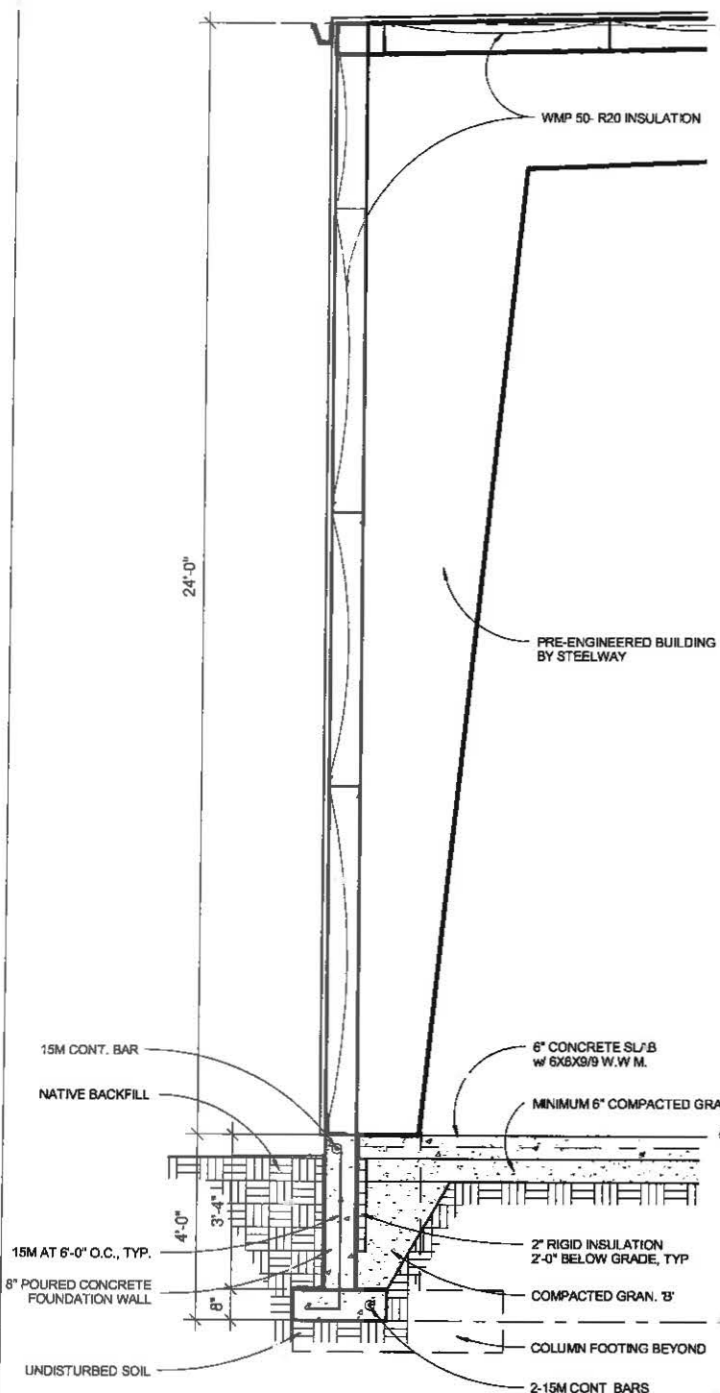 WMP 50- R20 INSULATION
24'-0"
PRE-ENGINEERED BUILDING
BY STEELWAY
15M CONT. BAR
6" CONCRETE SLAB
w/ 6X6X9/9 W.W M.
NATIVE BACKFILL
MINIMUM 6" COMPACTED GRA
4'-0"
3'-4"
15M AT 6'-0" O.C., TYP.
2" RIGID INSULATION
2'-0" BELOW GRADE, TYP
8" POURED CONCRETE
FOUNDATION WALL
8"
COMPACTED GRAN. 'B'
COLUMN FOOTING BEYOND
UNDISTURBED SOIL
2-15M CONT BARS